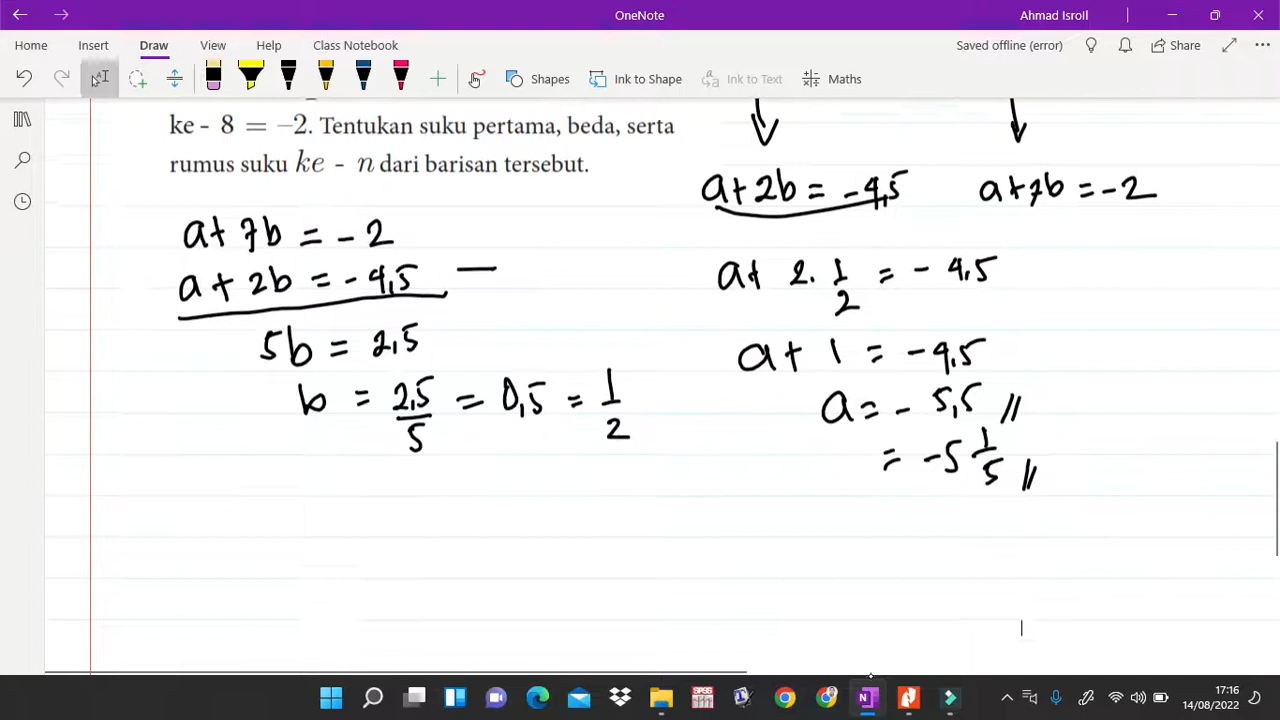 OneNote
Ahmad Isroll
Home Insert Draw View Help Class Notebook
Saved offline (error) Share
Shapes Ink to Shape Ink to Text Maths
ke - 8 = -2. Tentukan suku pertama, beda, serta
rumus suku ke - n dari barisan tersebut.
a+7b = -2
a+2b = -4,5 —
5b = 2,5
b = 2,5/5 = 0,5 = 1/2
a+2b = -4,5
a+7b = -2
a+ 2. 1/2 = -4,5
a+ 1 = -4,5
a = -5,5 //
= -5 1/5 //
17:16
14/08/2022